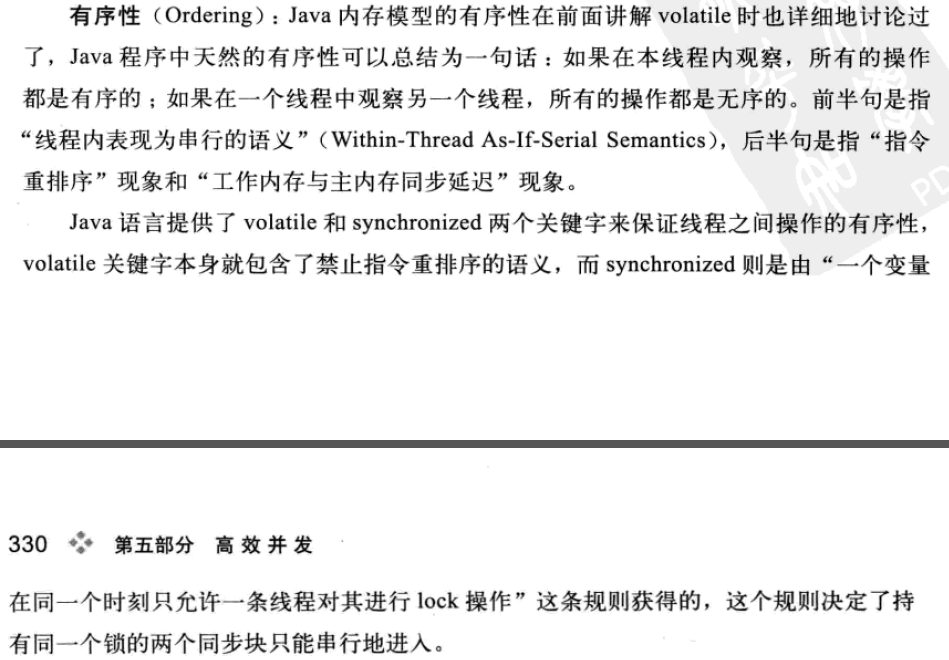 有序性（Ordering）：Java 内存模型的有序性在前面讲解 volatile 时也详细地讨论过
了，Java 程序中天然的有序性可以总结为一句话：如果在本线程内观察，所有的操作
都是有序的；如果在一个线程中观察另一个线程，所有的操作都是无序的。前半句是指
“线程内表现为串行的语义”（Within-Thread As-If-Serial Semantics），后半句是指“指令
重排序”现象和“工作内存与主内存同步延迟”现象。
Java 语言提供了 volatile 和 synchronized 两个关键字来保证线程之间操作的有序性，
volatile 关键字本身就包含了禁止指令重排序的语义，而 synchronized 则是由“一个变量
330 第五部分 高效并发
在同一个时刻只允许一条线程对其进行 lock 操作”这条规则获得的，这个规则决定了持
有同一个锁的两个同步块只能串行地进入。